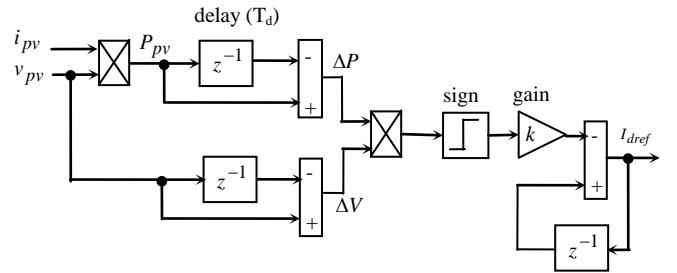 delay (T_d)
i_pv
P_pv
z⁻¹
-
ΔP
v_pv
+
sign
gain
k
-
I_dref
z⁻¹
-
+
ΔV
+
z⁻¹